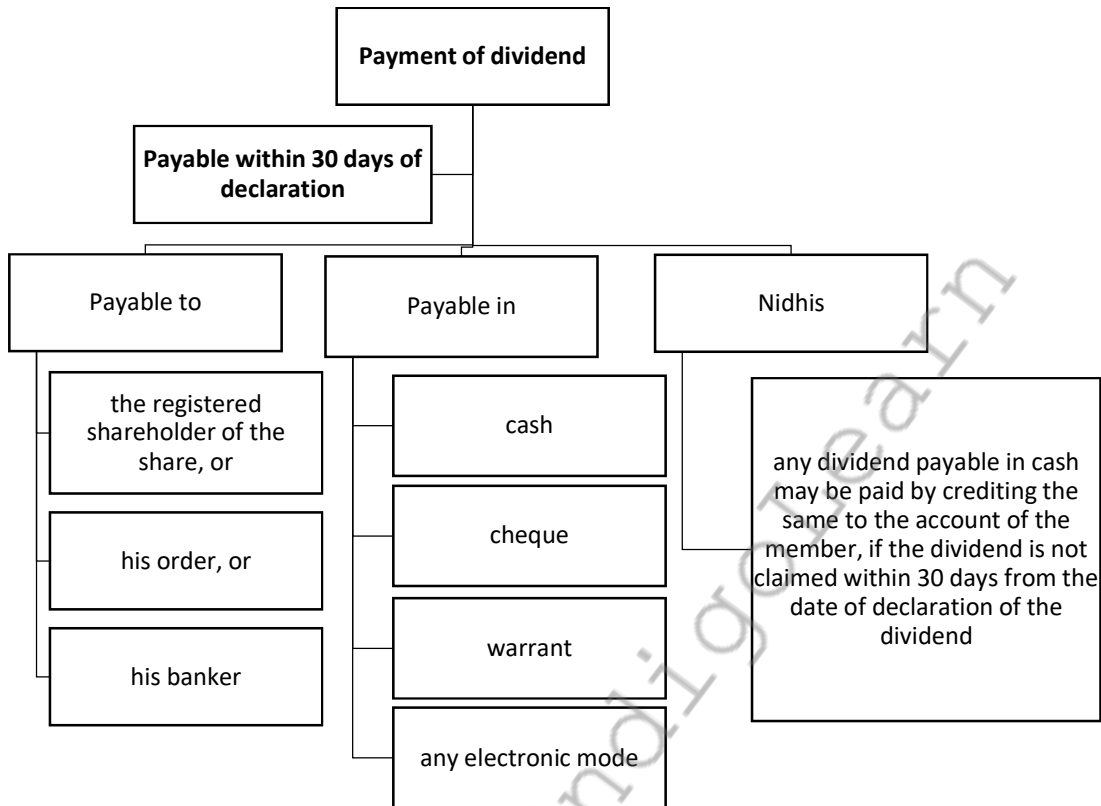 Payment of dividend
Payable within 30 days of
declaration
Payable to
Payable in
Nidhis
the registered
shareholder of the
share, or
his order, or
his banker
cash
cheque
warrant
any electronic mode
any dividend payable in cash
may be paid by crediting the
same to the account of the
member, if the dividend is not
claimed within 30 days from the
date of declaration of the
dividend
ndigoLearn